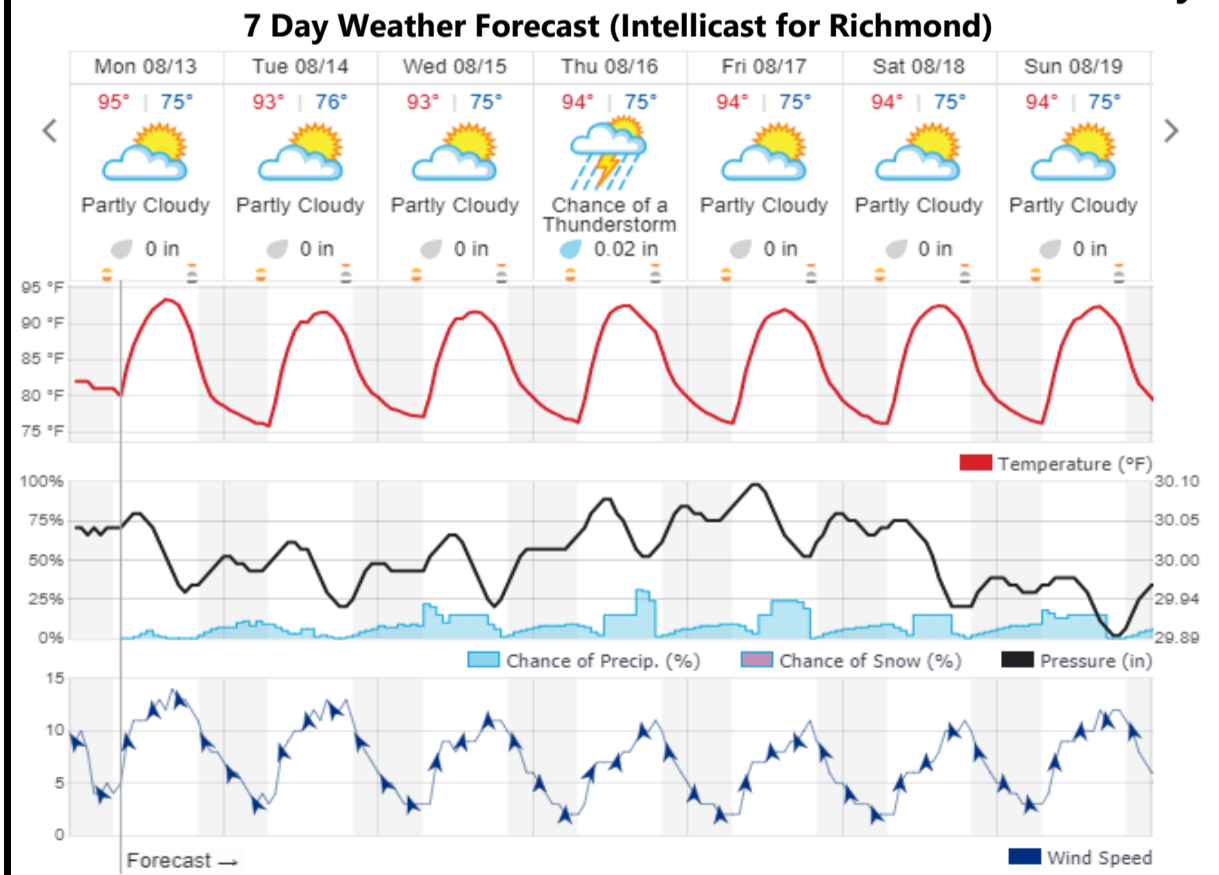 7 Day Weather Forecast (Intellicast for Richmond)
Mon 08/13 Tue 08/14 Wed 08/15 Thu 08/16 Fri 08/17 Sat 08/18 Sun 08/19
95° | 75° 93° | 76° 93° | 75° 94° | 75° 94° | 75° 94° | 75° 94° | 75°
Partly Cloudy Partly Cloudy Partly Cloudy Chance of a Partly Cloudy Partly Cloudy Partly Cloudy
Thunderstorm
0 in 0 in 0 in 0.02 in 0 in 0 in 0 in
95 °F
90 °F
85 °F
80 °F
75 °F
Temperature (°F)
100% 30.10
75% 30.05
50% 30.00
25% 29.94
0% 29.89
Chance of Precip. (%) Chance of Snow (%) Pressure (in)
15
10
5
0
Forecast →
Wind Speed